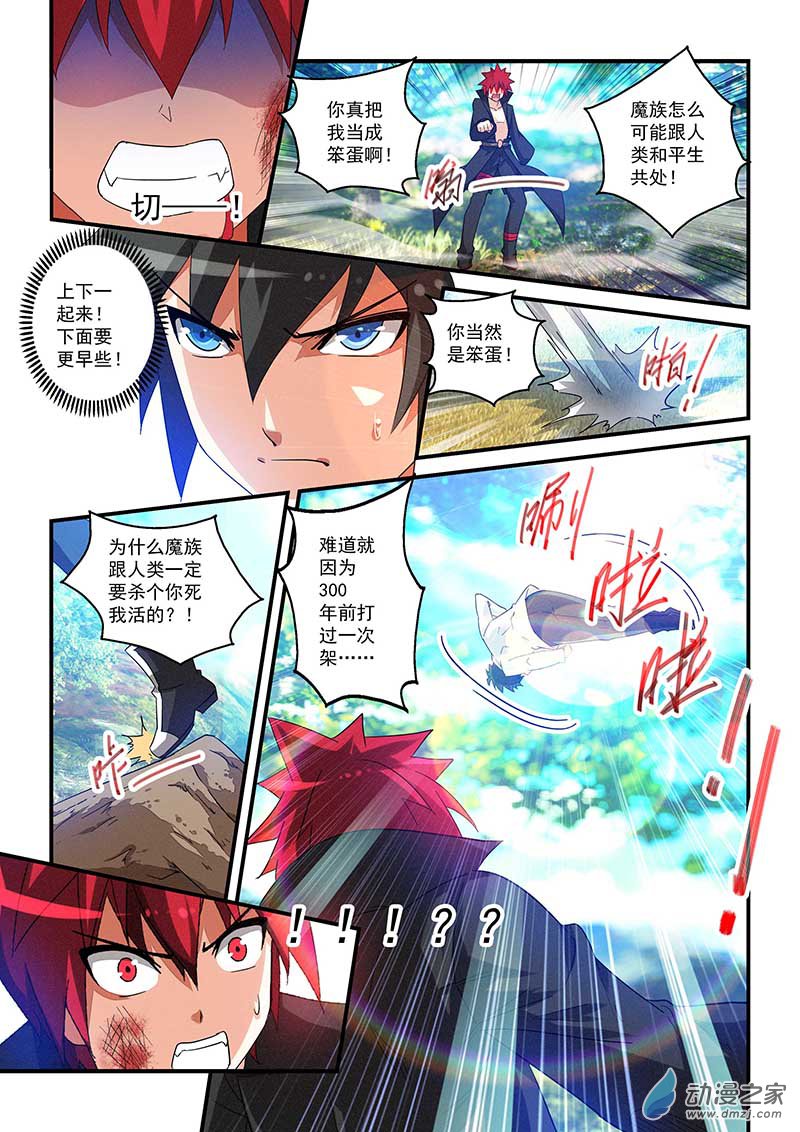 切——！
你真把
我当成
笨蛋啊！
嗡——
魔族怎么
可能跟人
类和平生
共处！
上下一
起来！
下面要
更早些！
你当然
是笨蛋！
啪！
为什么魔族
跟人类一定
要杀个你死
我活的？！
咔——
难道就
因为
300
年前打
过一次
架……
唰
啦
啦
！！
！！！？？
动漫之家
www.dmzj.com